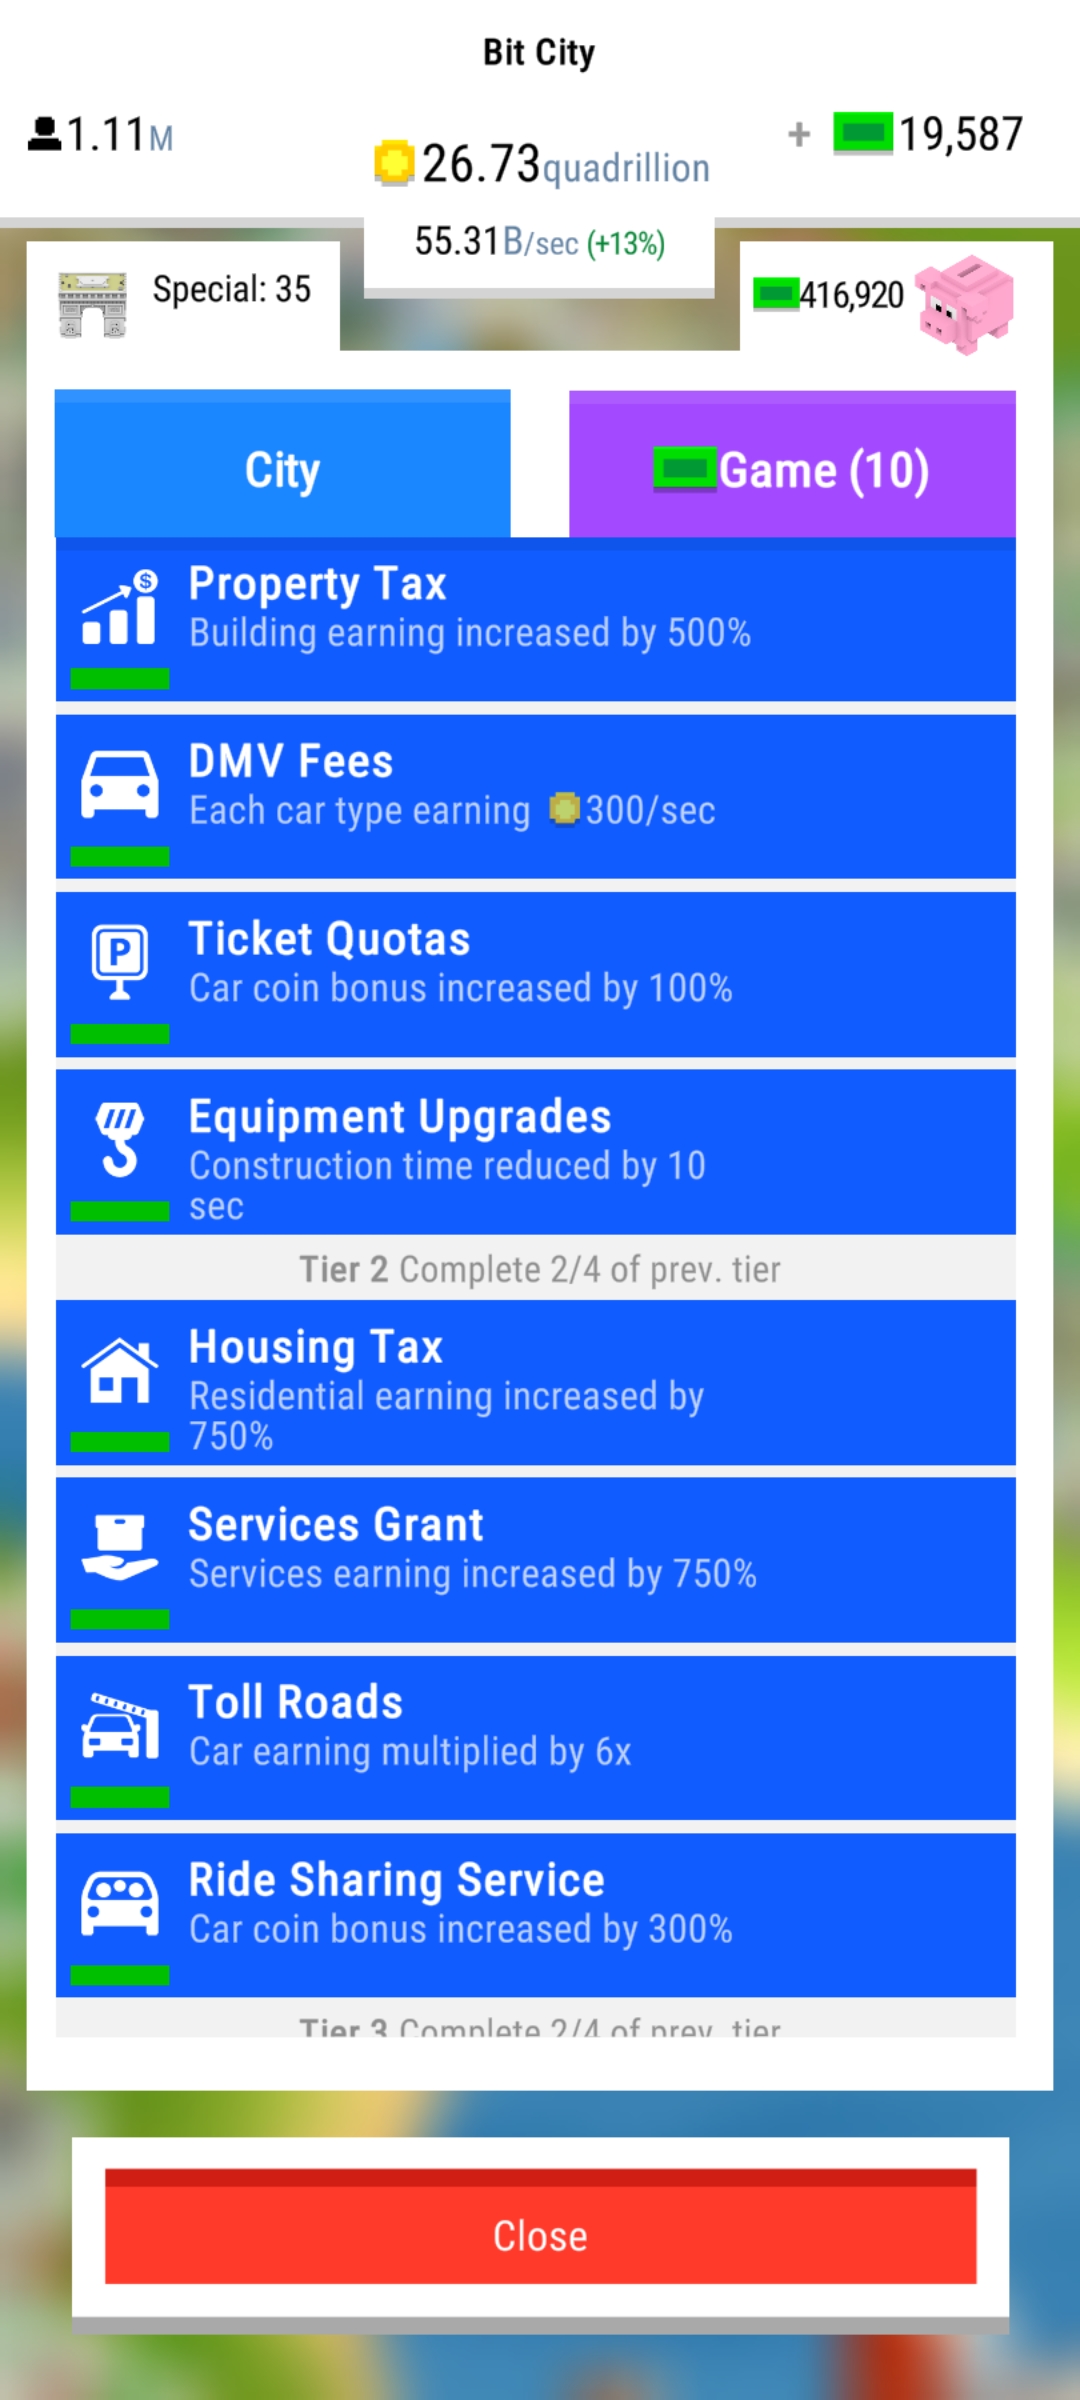 Bit City
1.11M
26.73quadrillion
+ 19,587
55.31B/sec (+13%)
Special: 35
416,920
City
Game (10)
Property Tax
Building earning increased by 500%
DMV Fees
Each car type earning 300/sec
P
Ticket Quotas
Car coin bonus increased by 100%
Equipment Upgrades
Construction time reduced by 10
sec
Tier 2 Complete 2/4 of prev. tier
Housing Tax
Residential earning increased by
750%
Services Grant
Services earning increased by 750%
Toll Roads
Car earning multiplied by 6x
Ride Sharing Service
Car coin bonus increased by 300%
Tier 3 Complete 2/4 of prev. tier
Close